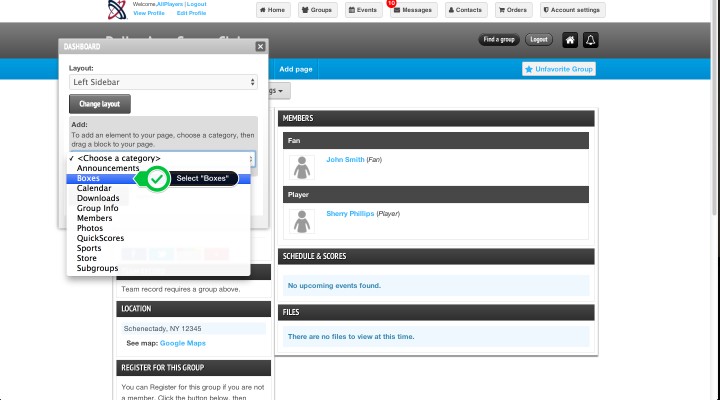 Welcome, AllPlayers | Logout
View Profile Edit Profile
Home
Groups
Events
10
Messages
Contacts
Orders
Account settings
Find a group
Logout
Add page
Unfavorite Group
DASHBOARD
Layout:
Left Sidebar
Change layout
Add:
To add an element to your page, choose a category, then
drag a block to your page.
✓ <Choose a category>
Announcements
Boxes
Select "Boxes"
Calendar
Downloads
Group Info
Members
Photos
QuickScores
Sports
Store
Subgroups
Team record requires a group above.
LOCATION
Schenectady, NY 12345
See map: Google Maps
REGISTER FOR THIS GROUP
You can Register for this group if you are not
a member. Click the button below, then
MEMBERS
Fan
John Smith (Fan)
Player
Sherry Phillips (Player)
SCHEDULE & SCORES
No upcoming events found.
FILES
There are no files to view at this time.